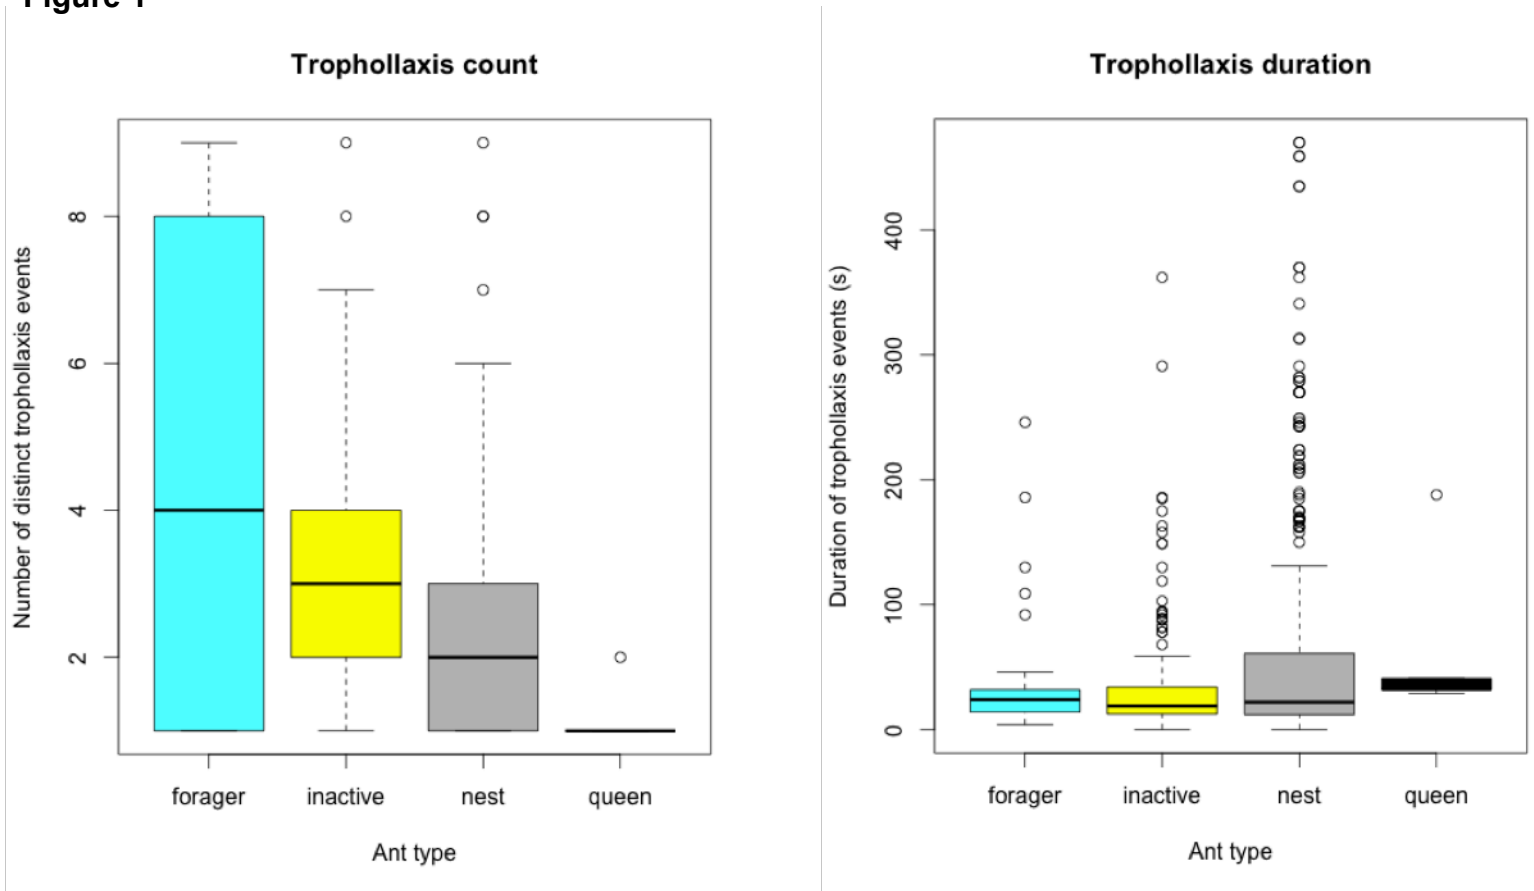 Figure 1
Trophollaxis count
Number of distinct trophollaxis events
8
6
4
2
forager inactive nest queen
Ant type
Trophollaxis duration
Duration of trophollaxis events (s)
400
300
200
100
0
forager inactive nest queen
Ant type